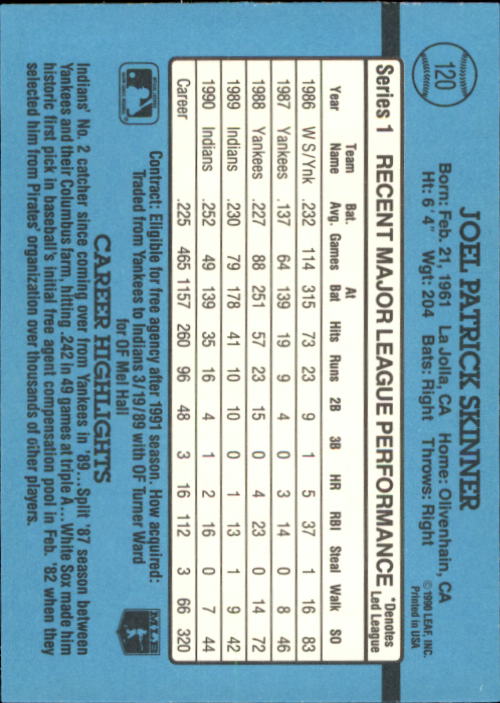 120
JOEL PATRICK SKINNER
Born: Feb. 21, 1961 La Jolla, CA Home: Olivenhain, CA
Ht: 6' 4" Wgt: 204 Bats: Right Throws: Right
© 1990 LEAF, INC.
Printed in USA
Series 1 RECENT MAJOR LEAGUE PERFORMANCE *Denotes Led League
Year Team Name Bat. Avg. Games At Bat Hits Runs 2B 3B HR RBI Steal Walk SO
1986 W S/Ynk .232 114 315 73 23 9 1 5 37 1 16 83
1987 Yankees .137 64 139 19 9 4 0 3 14 0 8 46
1988 Yankees .227 88 251 57 23 15 0 4 23 0 14 72
1989 Indians .230 79 178 41 10 10 0 1 13 1 9 42
1990 Indians .252 49 139 35 16 4 1 2 16 0 7 44
Career .225 465 1157 260 96 48 3 16 112 3 66 320
Contract: Eligible for free agency after 1991 season. How acquired:
Traded from Yankees to Indians 3/19/89 with OF Turner Ward
for OF Mel Hall
CAREER HIGHLIGHTS
Indians' No. 2 catcher since coming over from Yankees in '89...Split '87 season between
Yankees and their Columbus farm, hitting .242 in 49 games at triple A...White Sox made him
historic first pick in baseball's initial free agent compensation pool in Feb. '82 when they
selected him from Pirates' organization over thousands of other players.